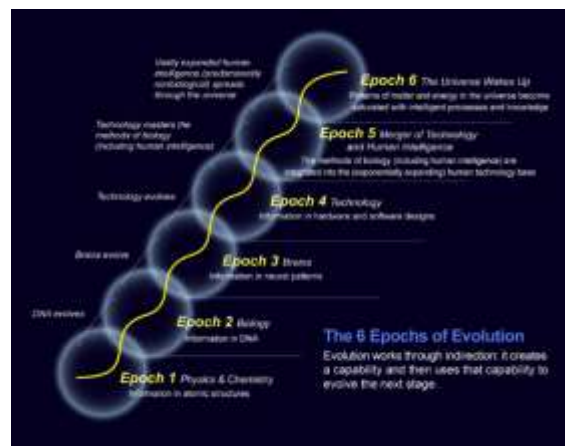 Vastly expanded human
intelligence (predominantly
nonbiological) spreads
through the universe
Epoch 6 The Universe Wakes Up
Patterns of matter and energy in the universe become
saturated with intelligent processes and knowledge
Technology masters the
methods of biology
(including human intelligence)
Epoch 5 Merger of Technology
and Human Intelligence
The methods of biology (including human intelligence) are
integrated into the (exponentially expanding) human technology base
Technology evolves
Epoch 4 Technology
Information in hardware and software designs
Brains evolve
Epoch 3 Brains
Information in neural patterns
DNA evolves
Epoch 2 Biology
Information in DNA
Epoch 1 Physics & Chemistry
Information in atomic structures
The 6 Epochs of Evolution
Evolution works through indirection: it creates
a capability and then uses that capability to
evolve the next stage.